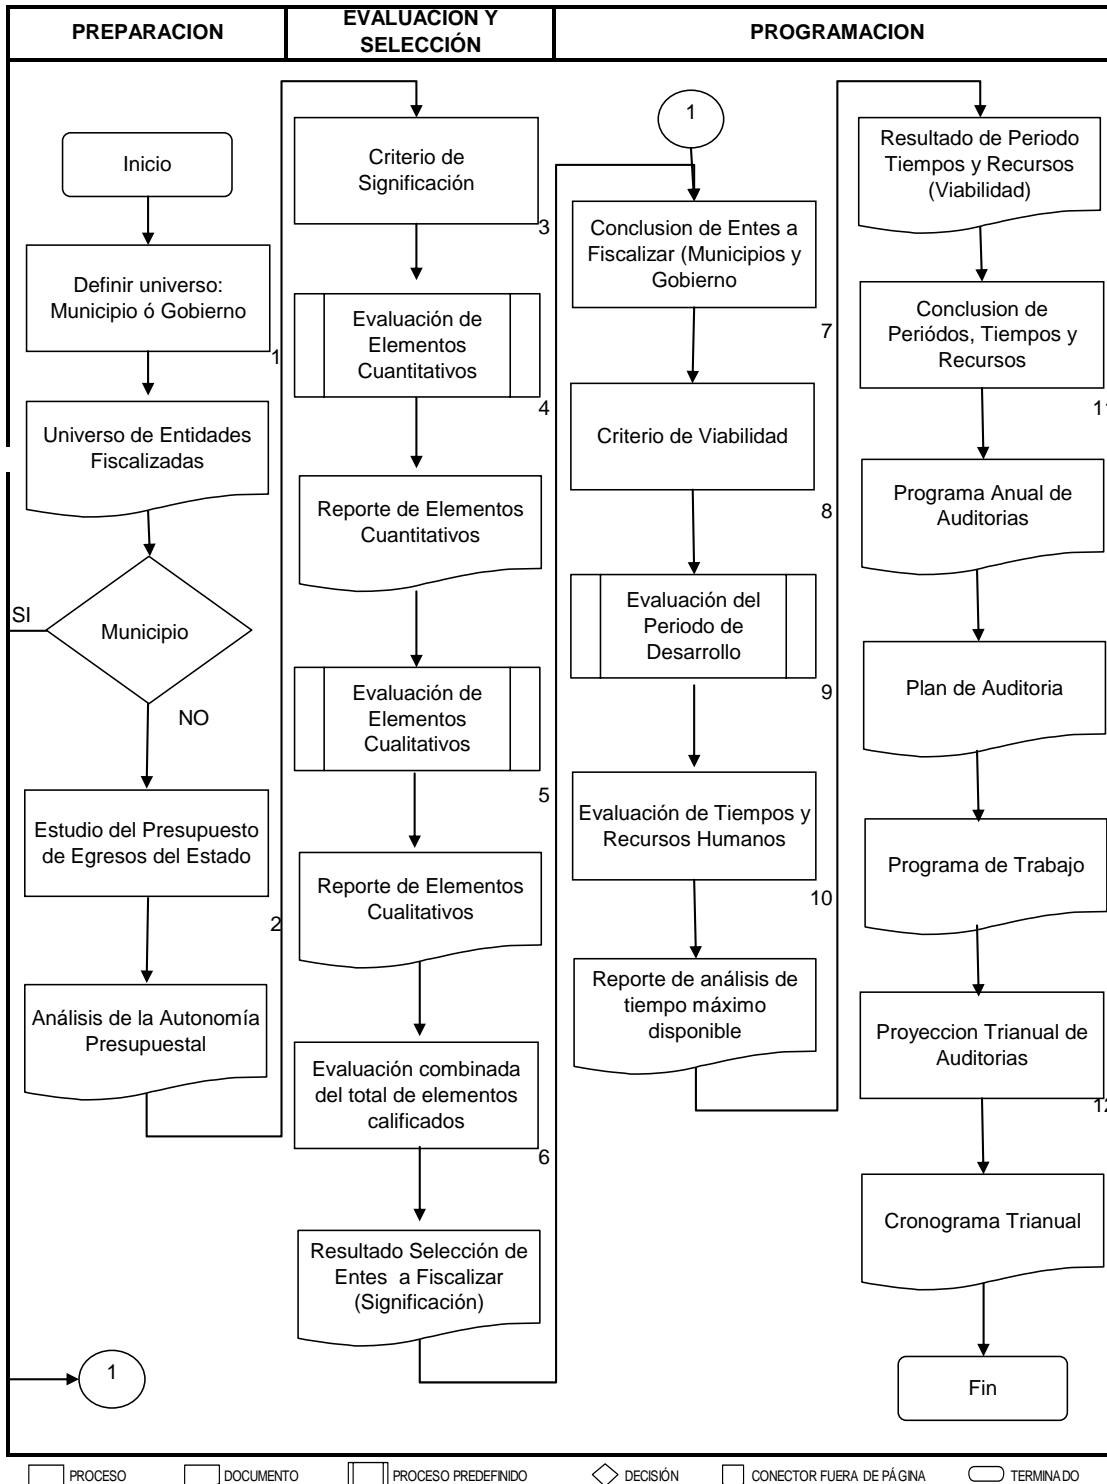 PREPARACION
EVALUACION Y
SELECCIÓN
PROGRAMACION
Inicio
Definir universo:
Municipio ó Gobierno
1
Universo de Entidades
Fiscalizadas
Municipio
SI
NO
Estudio del Presupuesto
de Egresos del Estado
2
Análisis de la Autonomía
Presupuestal
1
Criterio de
Significación
3
Evaluación de
Elementos
Cuantitativos
4
Reporte de Elementos
Cuantitativos
Evaluación de
Elementos
Cualitativos
5
Reporte de Elementos
Cualitativos
Evaluación combinada
del total de elementos
calificados
6
Resultado Selección de
Entes a Fiscalizar
(Significación)
1
Conclusion de Entes a
Fiscalizar (Municipios y
Gobierno
7
Criterio de Viabilidad
8
Evaluación del
Periodo de
Desarrollo
9
Evaluación de Tiempos y
Recursos Humanos
10
Reporte de análisis de
tiempo máximo
disponible
Resultado de Periodo
Tiempos y Recursos
(Viabilidad)
Conclusion de
Periódos, Tiempos y
Recursos
11
Programa Anual de
Auditorias
Plan de Auditoria
Programa de Trabajo
Proyeccion Trianual de
Auditorias
12
Cronograma Trianual
Fin
PROCESO
DOCUMENTO
PROCESO PREDEFINIDO
DECISIÓN
CONECTOR FUERA DE PÁGINA
TERMINADO